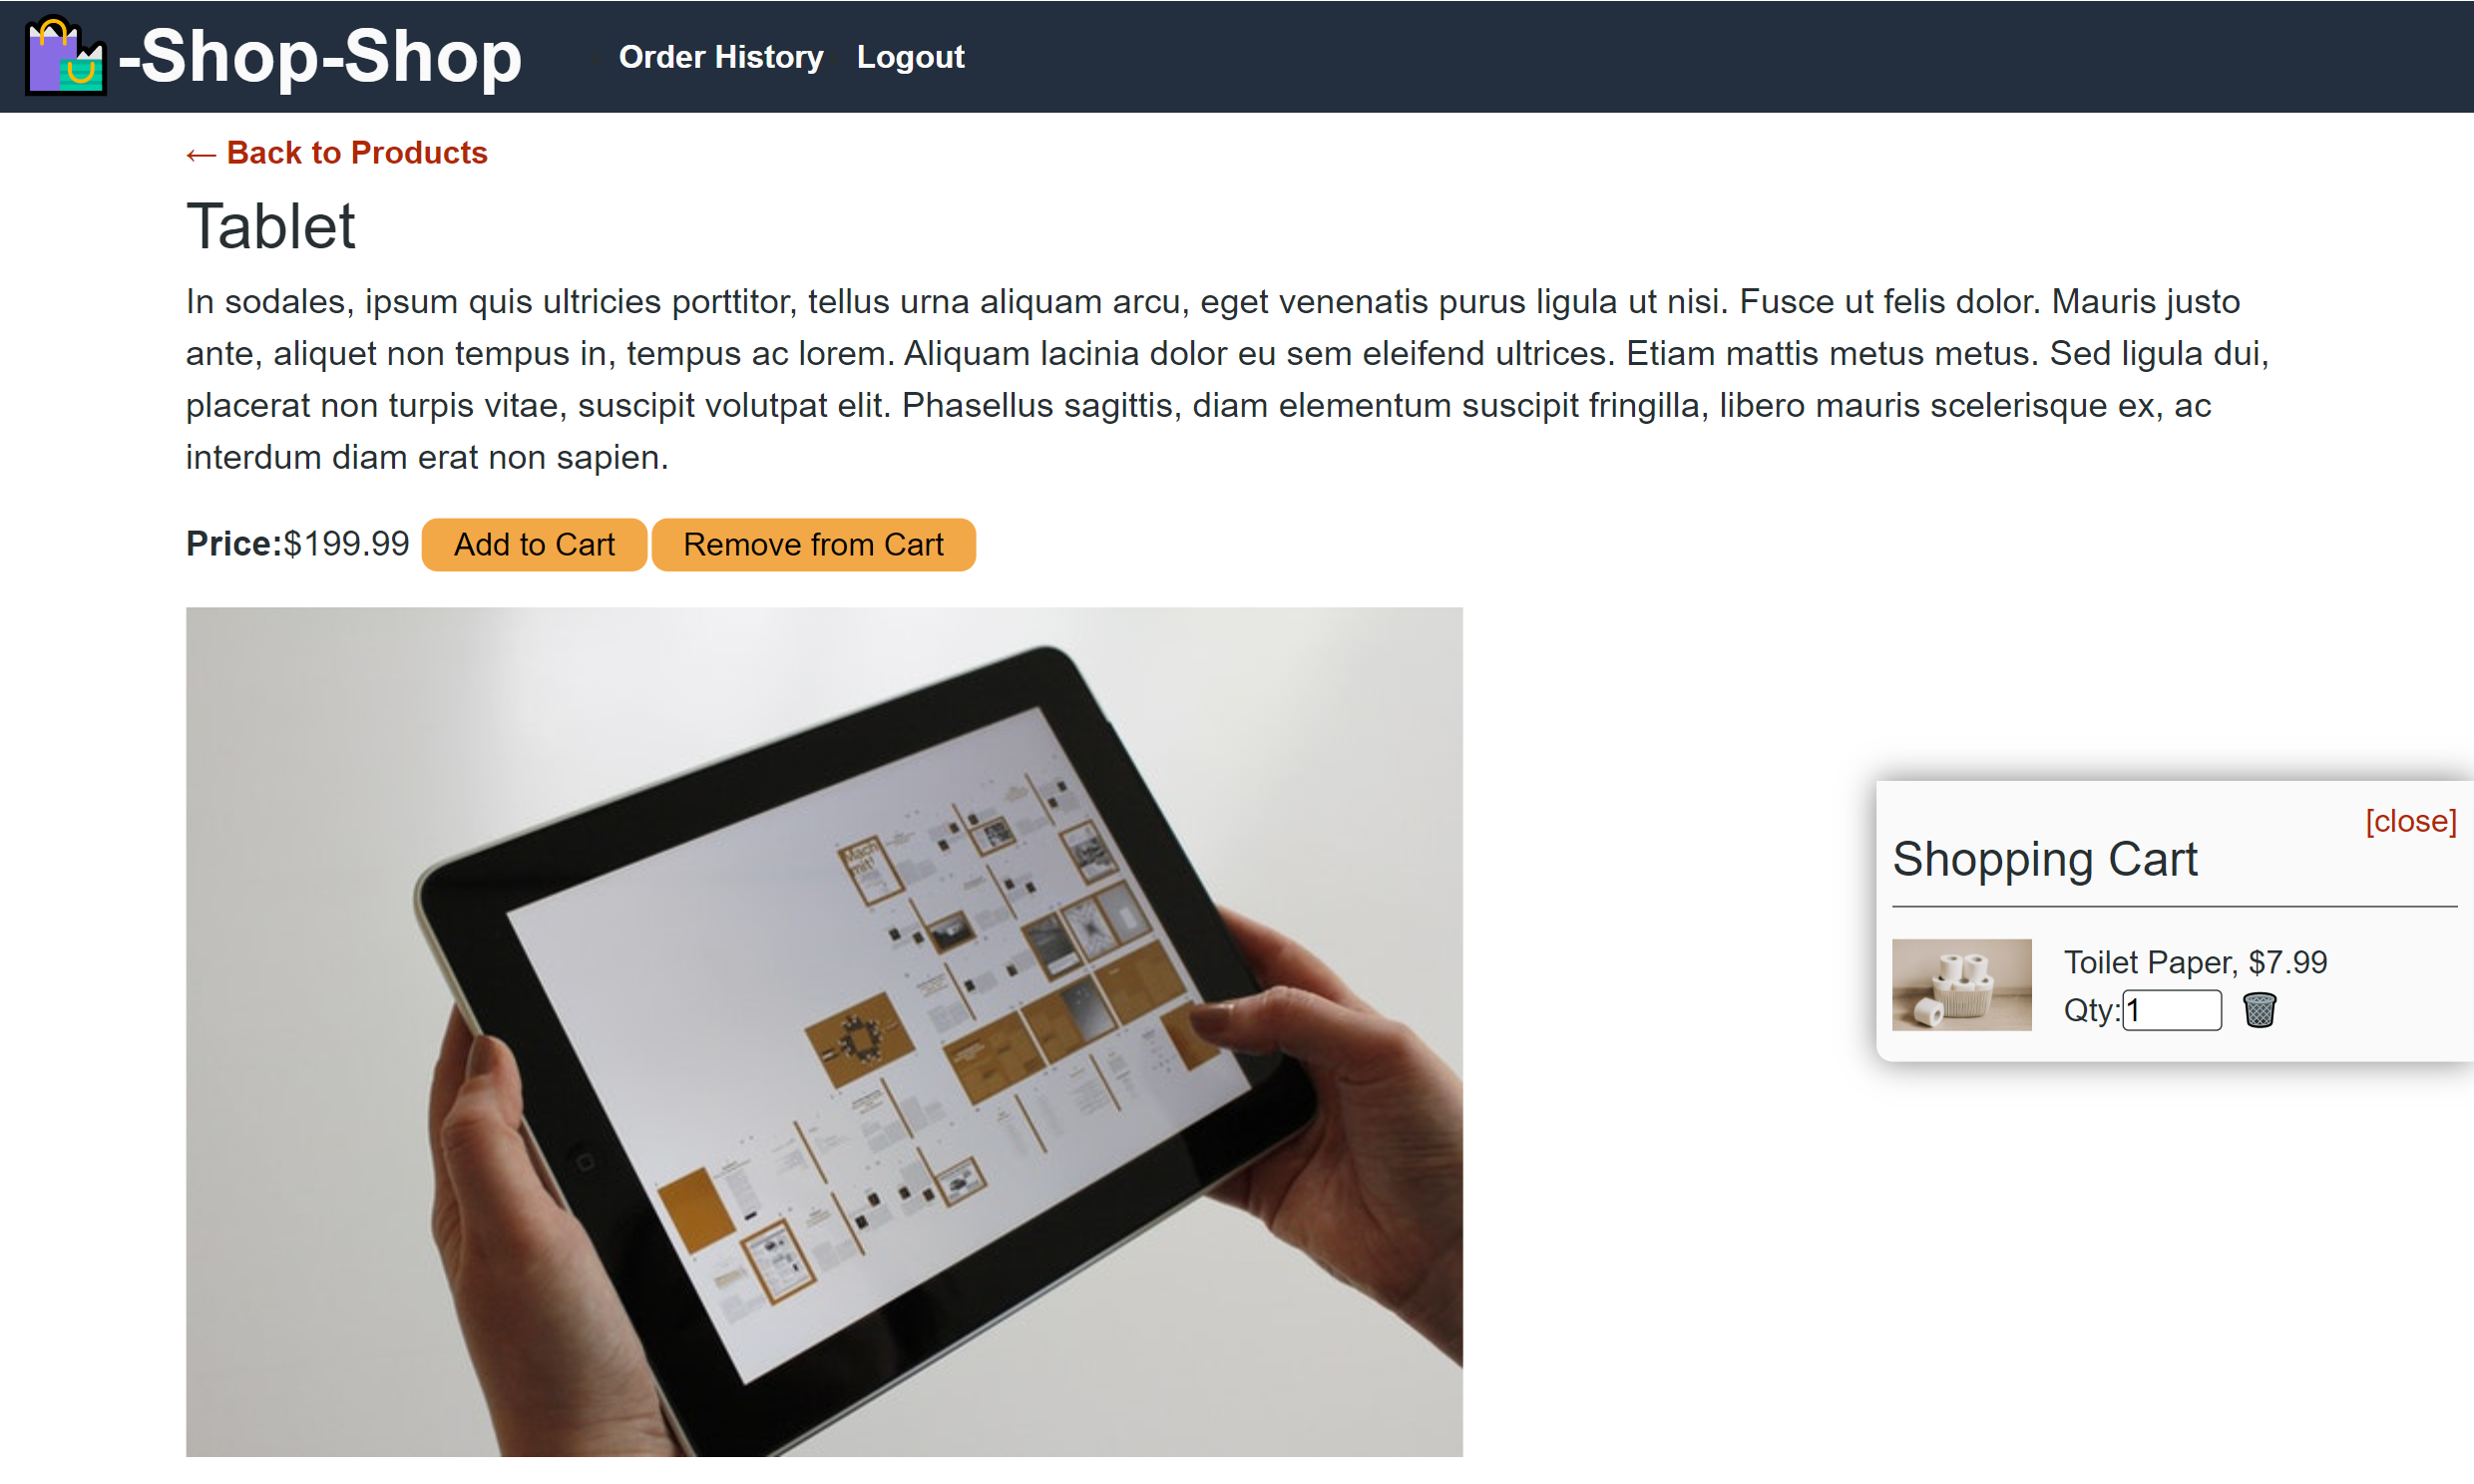 -Shop-Shop
Order History Logout
← Back to Products
Tablet
In sodales, ipsum quis ultricies porttitor, tellus urna aliquam arcu, eget venenatis purus ligula ut nisi. Fusce ut felis dolor. Mauris justo
ante, aliquet non tempus in, tempus ac lorem. Aliquam lacinia dolor eu sem eleifend ultrices. Etiam mattis metus metus. Sed ligula dui,
placerat non turpis vitae, suscipit volutpat elit. Phasellus sagittis, diam elementum suscipit fringilla, libero mauris scelerisque ex, ac
interdum diam erat non sapien.
Price:$199.99 Add to Cart Remove from Cart
Mach
mit!
[close]
Shopping Cart
Toilet Paper, $7.99
Qty:1